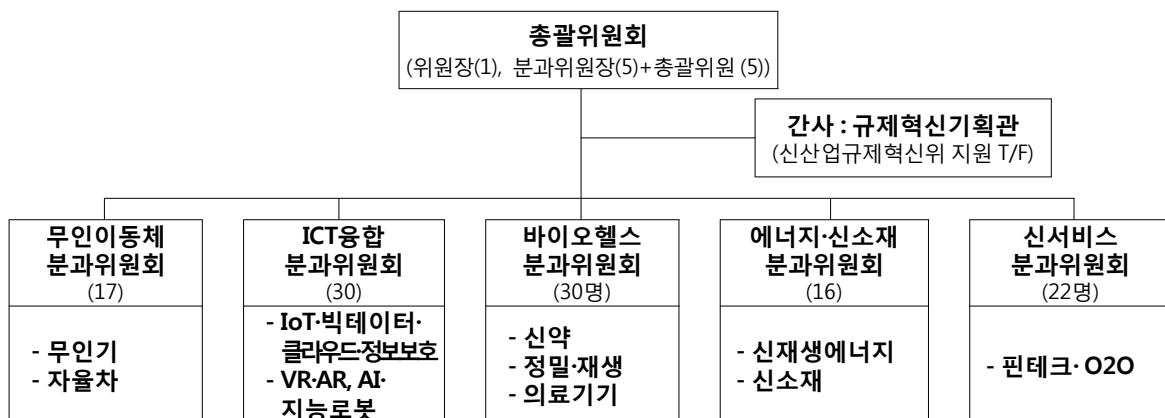 총괄위원회
(위원장(1), 분과위원장(5)+총괄위원 (5))
간사 : 규제혁신기획관
(신산업규제혁신위 지원 T/F)
무인이동체
분과위원회
(17)
- 무인기
- 자율차
ICT융합
분과위원회
(30)
- IoT·빅테이터·
클라우드·정보보호
- VR·AR, AI·
지능로봇
바이오헬스
분과위원회
(30명)
- 신약
- 정밀·재생
- 의료기기
에너지·신소재
분과위원회
(16)
- 신재생에너지
- 신소재
신서비스
분과위원회
(22명)
- 핀테크· O2O